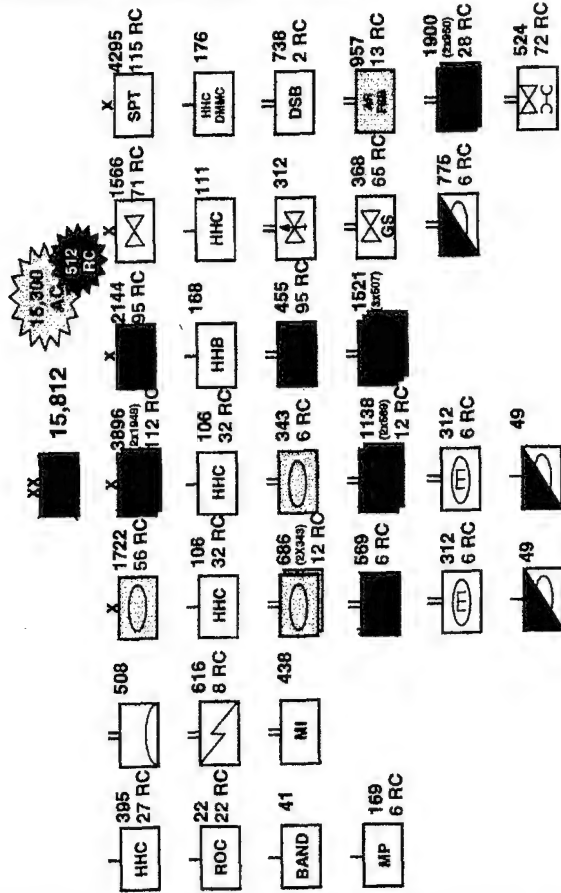 XX
15,812
15,300
AC
512
RC
X
1722
56 RC
X
3896
(2x1948)
112 RC
X
2144
95 RC
X
1566
71 RC
X
4295
SPT
115 RC
HHC
395
27 RC
508
HHC
106
32 RC
HHC
106
32 RC
HHB
168
HHC
111
HHC
DMMC
176
ROC
22
22 RC
616
8 RC
686
(2X343)
12 RC
343
6 RC
455
95 RC
312
DSB
738
2 RC
BAND
41
MI
438
569
6 RC
1138
(2x569)
12 RC
1521
(3x507)
GS
368
65 RC
957
13 RC
MP
169
6 RC
E
312
6 RC
E
312
6 RC
775
6 RC
1900
(2x950)
28 RC
49
49
524
72 RC